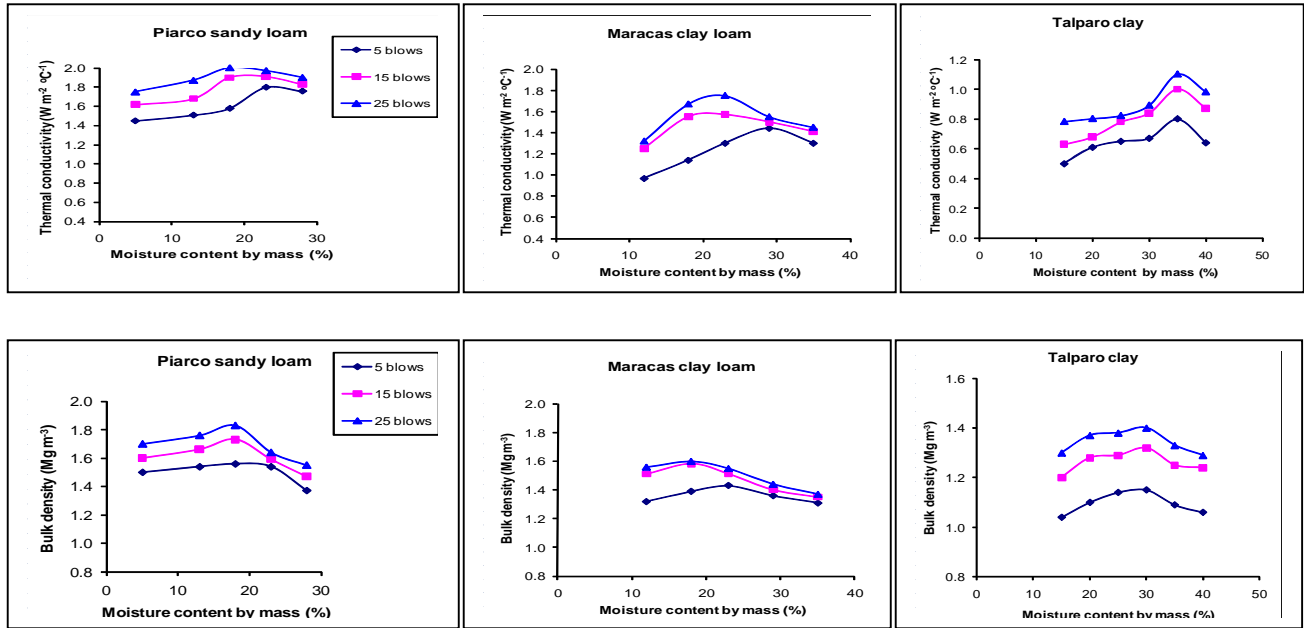 Piarco sandy loam
5 blows
15 blows
25 blows
Thermal conductivity (W m-2 oC-1)
2.0
1.8
1.6
1.4
1.2
1.0
0.8
0.6
0.4
0 10 20 30
Moisture content by mass (%)
Maracas clay loam
Thermal conductivity (W m-2 oC-1)
2.0
1.8
1.6
1.4
1.2
1.0
0.8
0.6
0.4
0 10 20 30 40
Moisture content by mass (%)
Talparo clay
Thermal conductivity (W m-2 oC-1)
1.2
1.0
0.8
0.6
0.4
0.2
0.0
0 10 20 30 40 50
Moisture content by mass (%)
Piarco sandy loam
5 blows
15 blows
25 blows
Bulk density (Mg m-3)
2.0
1.8
1.6
1.4
1.2
1.0
0.8
0 10 20 30
Moisture content by mass (%)
Maracas clay loam
Bulk density (Mg m-3)
2.0
1.8
1.6
1.4
1.2
1.0
0.8
0 10 20 30 40
Moisture content by mass (%)
Talparo clay
Bulk density (Mg m-3)
1.6
1.4
1.2
1.0
0.8
0 10 20 30 40 50
Moisture content by mass (%)